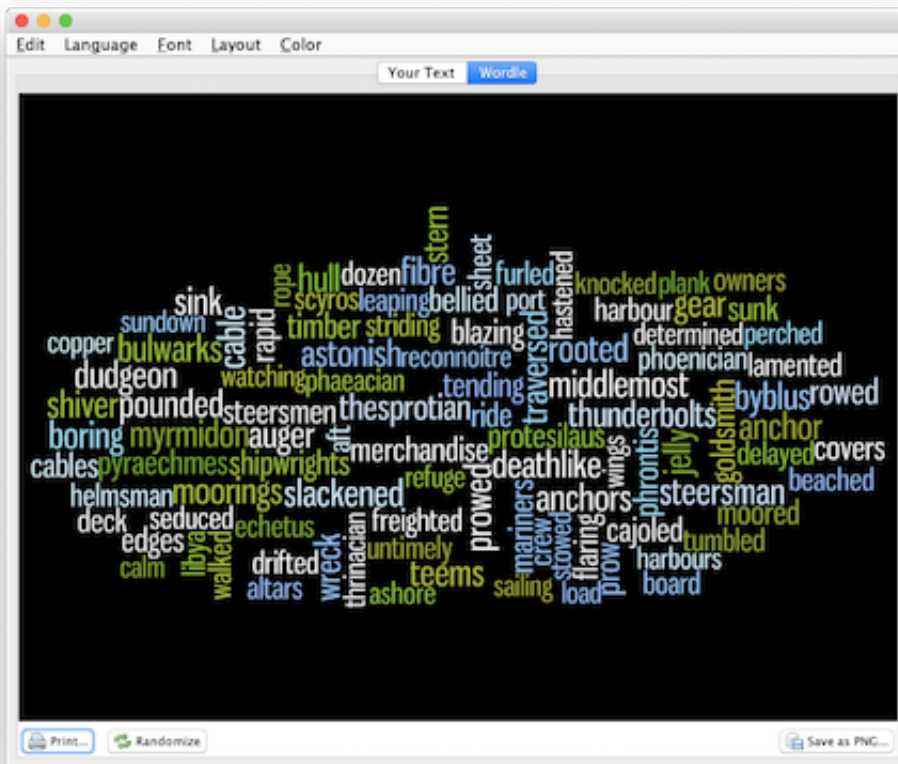 Edit Language Font Layout Color
Your Text Wordle
stern
sheet
rope hull dozen fibre furled hastened knocked plank owners
sink scyros leaping bellied port harbour gear sunk
sundown cable rapid timber striding blazing traversed determined perched
copper bulwarks astonish reconnoitre rooted phoenician lamented
dudgeon watching phaeacian tending middlemost goldsmith byblus rowed
shiver pounded steersmen thesprotian ride thunderbolts anchor
boring myrmidon auger aft merchandise protesilaus wings phrontis jelly delayed covers
cables pyraechmes shipwrights refuge prowed deathlike beached
helmsman moorings slackened mariners anchors steersman moored
deck seduced echetus freighted crew stowed flaring cajoled tumbled
edges libya walked drifted wreck thrinacian untimely prow harbours
calm altars ashore teems sailing load board
Print... Randomize Save as PNG...